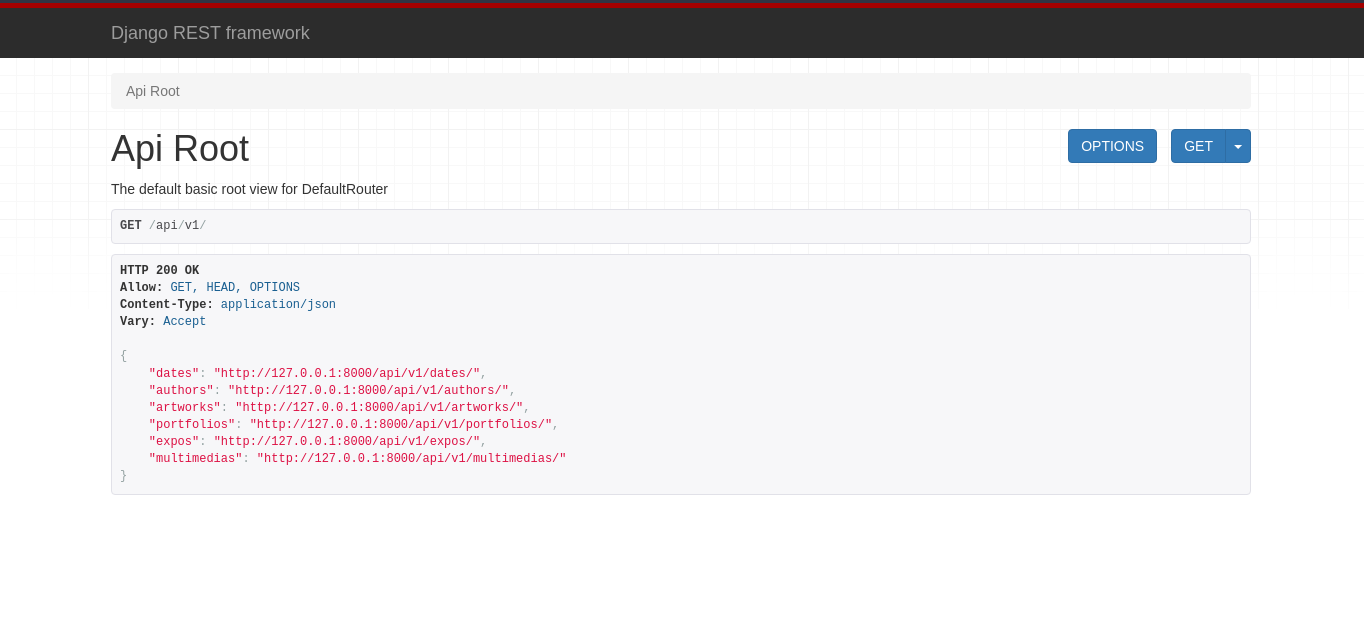 Django REST framework
Api Root
Api Root
OPTIONS
GET
The default basic root view for DefaultRouter
GET /api/v1/
HTTP 200 OK
Allow: GET, HEAD, OPTIONS
Content-Type: application/json
Vary: Accept
{
    "dates": "http://127.0.0.1:8000/api/v1/dates/",
    "authors": "http://127.0.0.1:8000/api/v1/authors/",
    "artworks": "http://127.0.0.1:8000/api/v1/artworks/",
    "portfolios": "http://127.0.0.1:8000/api/v1/portfolios/",
    "expos": "http://127.0.0.1:8000/api/v1/expos/",
    "multimedias": "http://127.0.0.1:8000/api/v1/multimedias/"
}